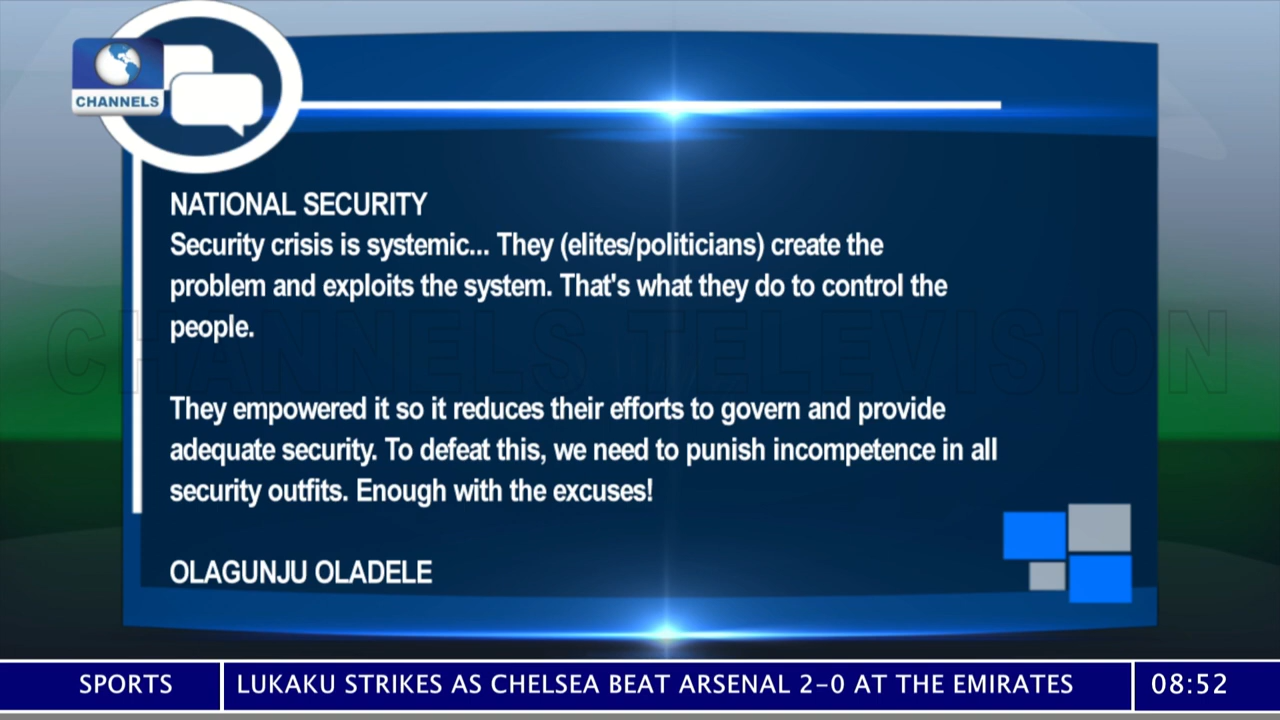 CHANNELS
NATIONAL SECURITY
Security crisis is systemic... They (elites/politicians) create the
problem and exploits the system. That's what they do to control the
people.
CHANNELS TELEVISION
They empowered it so it reduces their efforts to govern and provide
adequate security. To defeat this, we need to punish incompetence in all
security outfits. Enough with the excuses!
OLAGUNJU OLADELE
SPORTS
LUKAKU STRIKES AS CHELSEA BEAT ARSENAL 2-0 AT THE EMIRATES
08:52